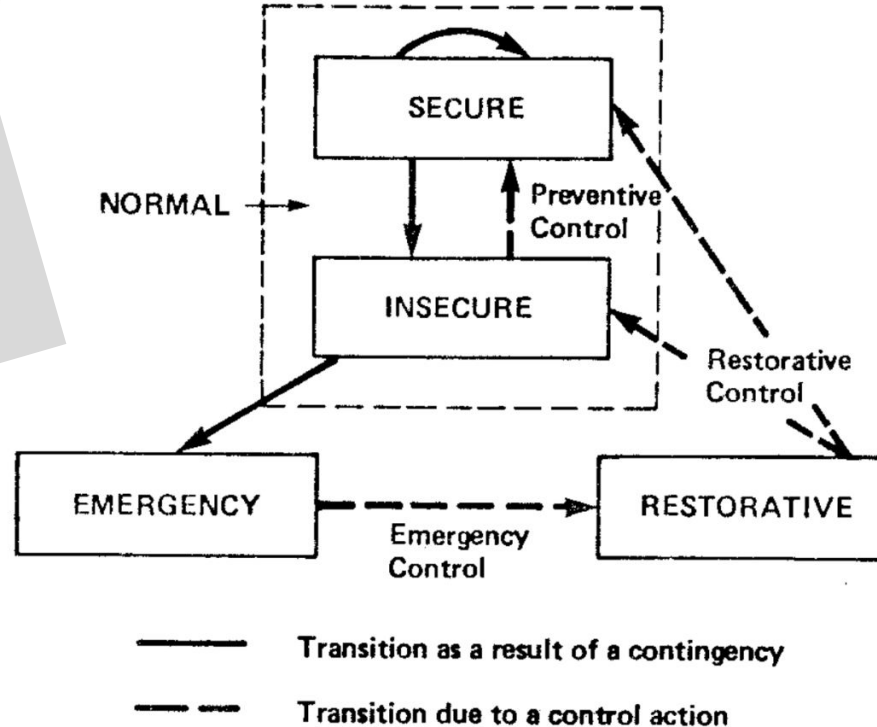 SECURE
NORMAL
Preventive
Control
INSECURE
Restorative
Control
EMERGENCY
RESTORATIVE
Emergency
Control
Transition as a result of a contingency
Transition due to a control action